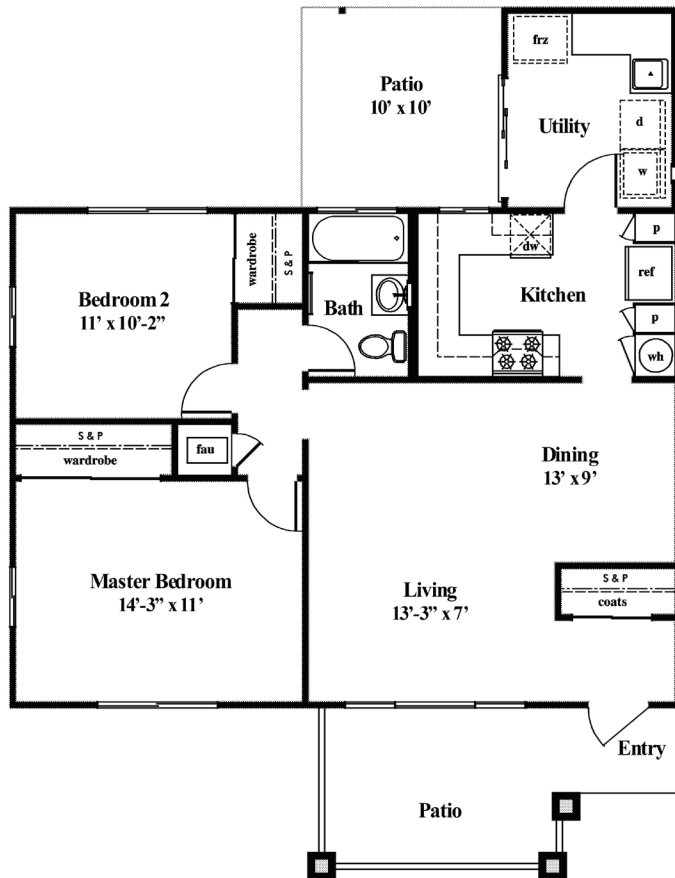 frz
Patio
10’ x 10’
Utility
d
w
p
wardrobe
S & P
dw
ref
Bedroom 2
11’ x 10’-2”
Bath
Kitchen
p
wh
S & P
wardrobe
fau
Dining
13’ x 9’
Master Bedroom
14’-3” x 11’
Living
13’-3” x 7’
S & P
coats
Entry
Patio